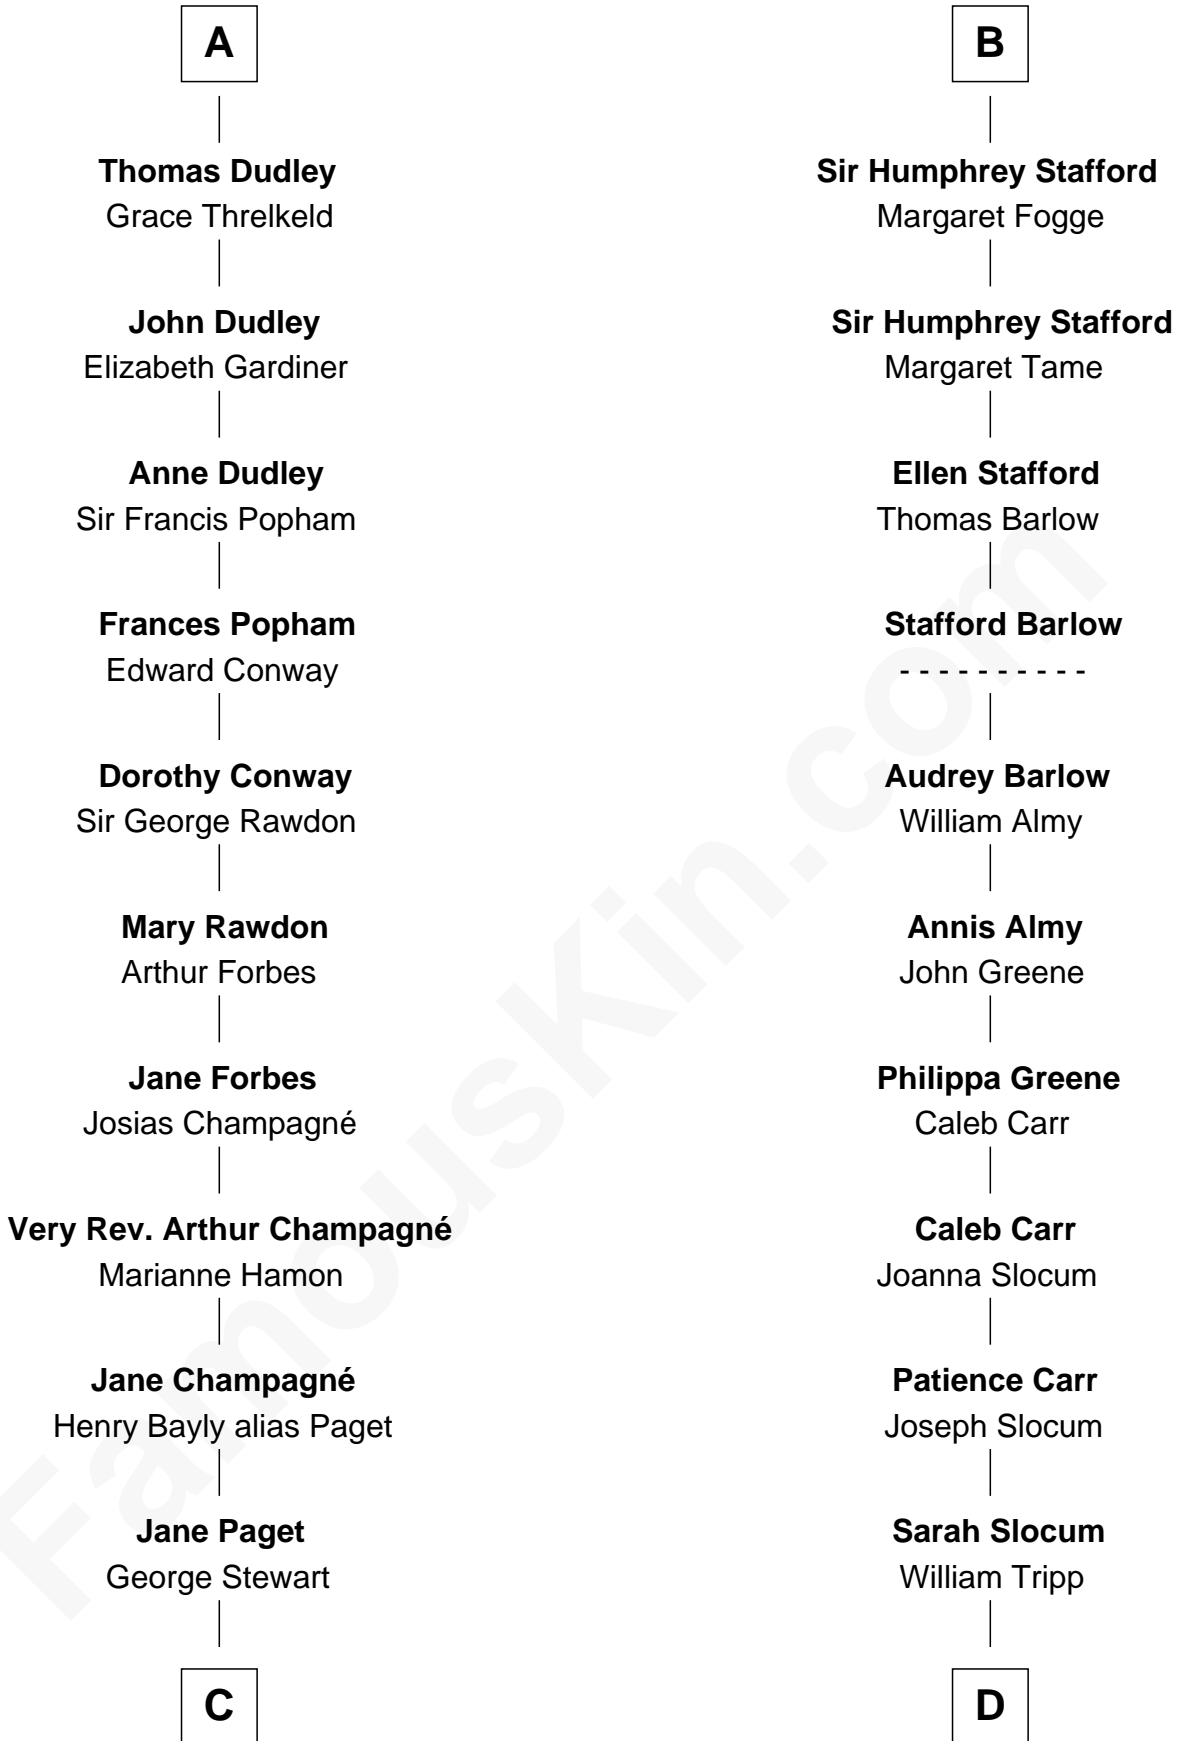 A
Thomas Dudley
Grace Threlkeld
John Dudley
Elizabeth Gardiner
Anne Dudley
Sir Francis Popham
Frances Popham
Edward Conway
Dorothy Conway
Sir George Rawdon
Mary Rawdon
Arthur Forbes
Jane Forbes
Josias Champagné
Very Rev. Arthur Champagné
Marianne Hamon
Jane Champagné
Henry Bayly alias Paget
Jane Paget
George Stewart
C
B
Sir Humphrey Stafford
Margaret Fogge
Sir Humphrey Stafford
Margaret Tame
Ellen Stafford
Thomas Barlow
Stafford Barlow
- - - - - - - - - -
Audrey Barlow
William Almy
Annis Almy
John Greene
Philippa Greene
Caleb Carr
Caleb Carr
Joanna Slocum
Patience Carr
Joseph Slocum
Sarah Slocum
William Tripp
D
FamousKin.com